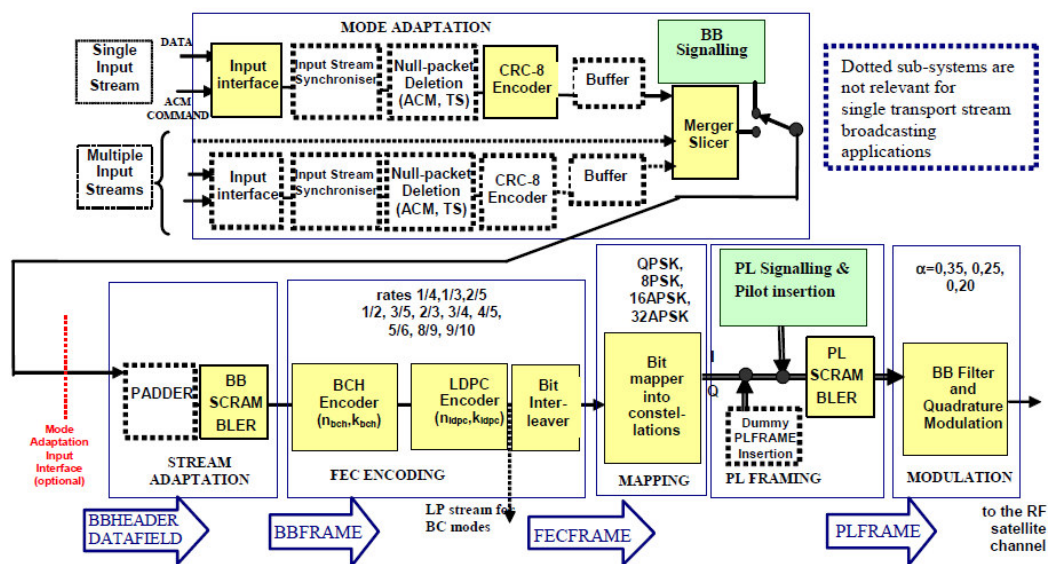 MODE ADAPTATION
Single
Input
Stream
DATA
ACM
COMMAND
Input
interface
Input Stream
Synchroniser
Null-packet
Deletion
(ACM, TS)
CRC-8
Encoder
Buffer
BB
Signalling
Merger
Slicer
Dotted sub-systems are
not relevant for
single transport stream
broadcasting
applications
Multiple
Input
Streams
Input
interface
Input Stream
Synchroniser
Null-packet
Deletion
(ACM, TS)
CRC-8
Encoder
Buffer
QPSK,
8PSK,
16APSK,
32APSK
PL Signalling &
Pilot insertion
α=0,35, 0,25,
0,20
rates 1/4,1/3,2/5
1/2, 3/5, 2/3, 3/4, 4/5,
5/6, 8/9, 9/10
PADDER
BB
SCRAM
BLER
BCH
Encoder
(nbch,kbch)
LDPC
Encoder
(nldpc,kldpc)
Bit
Inter-
leaver
Bit
mapper
into
constel-
lations
I
Q
PL
SCRAM
BLER
BB Filter
and
Quadrature
Modulation
Dummy
PLFRAME
Insertion
Mode
Adaptation
Input
Interface
(optional)
STREAM
ADAPTATION
FEC ENCODING
MAPPING
PL FRAMING
MODULATION
LP stream for
BC modes
BBHEADER
DATAFIELD
BBFRAME
FECFRAME
PLFRAME
to the RF
satellite
channel